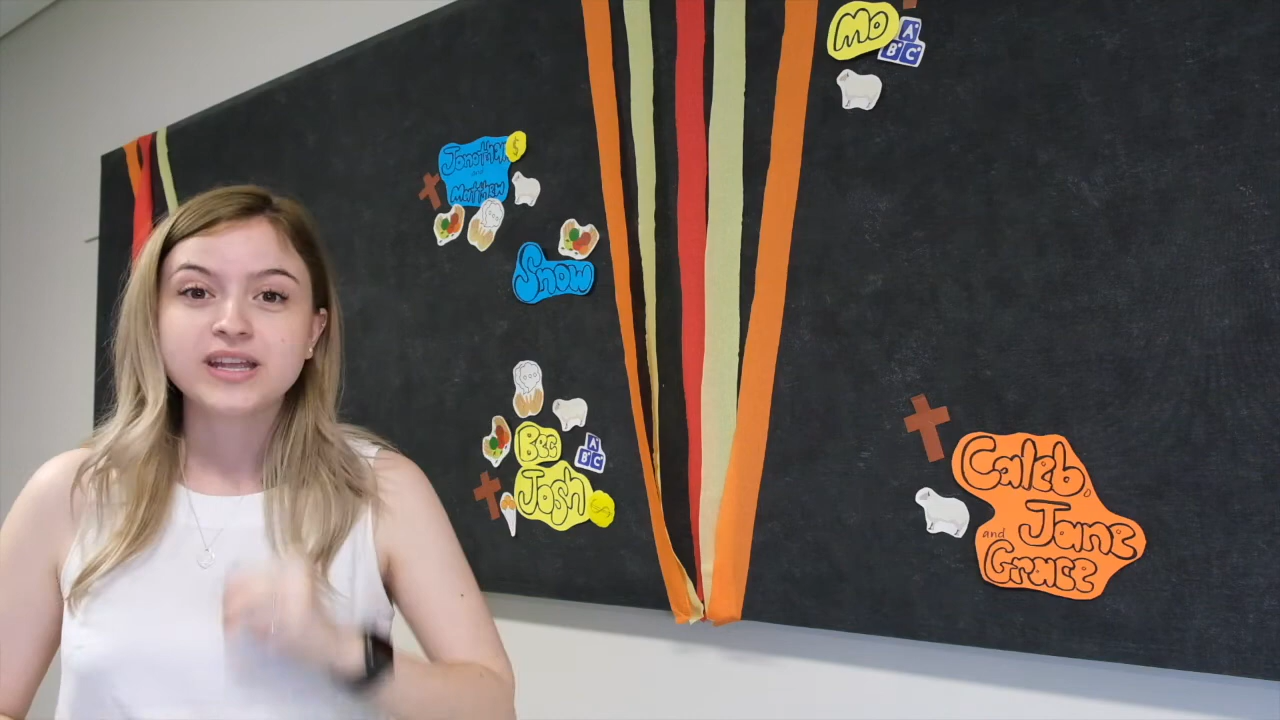 Mo
A
B C
$
Jonathan
and
Matthew
Snow
Bec
A
B C
Josh
$
Caleb,
Jane
and
Grace